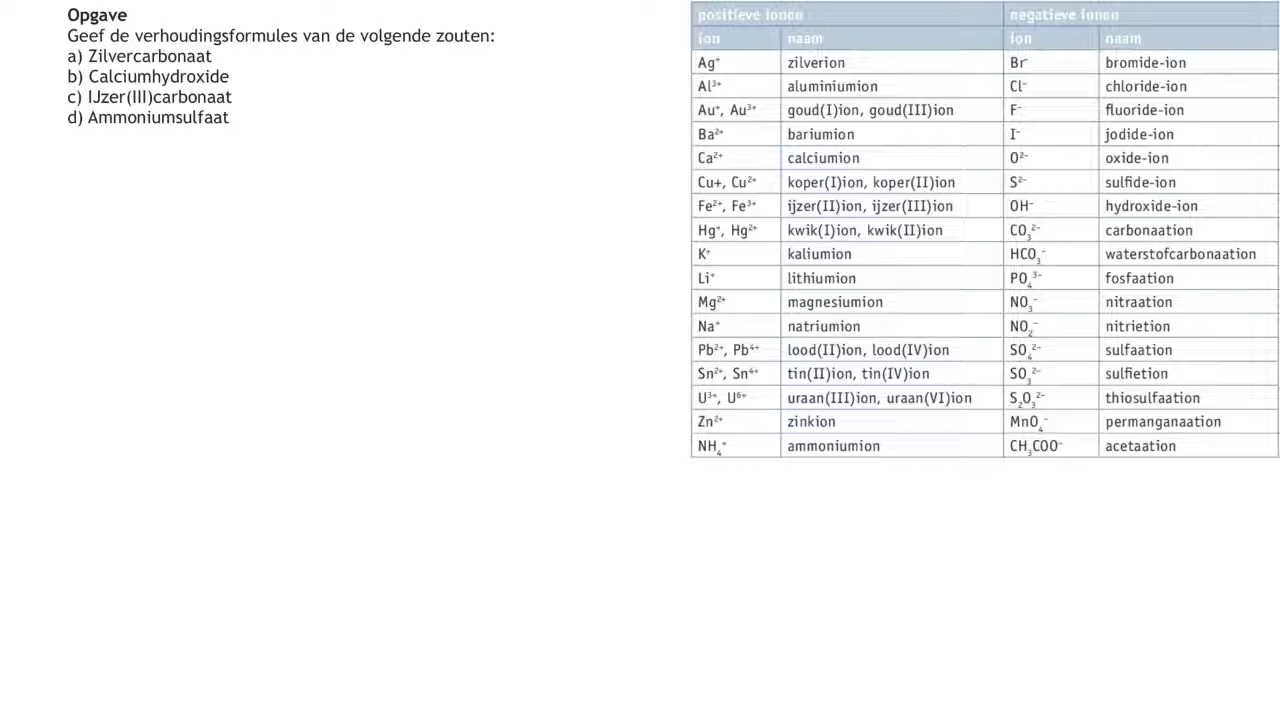 Opgave
Geef de verhoudingsformules van de volgende zouten:
a) Zilvercarbonaat
b) Calciumhydroxide
c) IJzer(III)carbonaat
d) Ammoniumsulfaat
positieve ionen negatieve ionen
ion naam ion naam
Ag⁺ zilverion Br⁻ bromide-ion
Al³⁺ aluminiumion Cl⁻ chloride-ion
Au⁺, Au³⁺ goud(I)ion, goud(III)ion F⁻ fluoride-ion
Ba²⁺ bariumion I⁻ jodide-ion
Ca²⁺ calciumion O²⁻ oxide-ion
Cu+, Cu²⁺ koper(I)ion, koper(II)ion S²⁻ sulfide-ion
Fe²⁺, Fe³⁺ ijzer(II)ion, ijzer(III)ion OH⁻ hydroxide-ion
Hg⁺, Hg²⁺ kwik(I)ion, kwik(II)ion CO₃²⁻ carbonaation
K⁺ kaliumion HCO₃⁻ waterstofcarbonaation
Li⁺ lithiumion PO₄³⁻ fosfaation
Mg²⁺ magnesiumion NO₃⁻ nitraation
Na⁺ natriumion NO₂⁻ nitrietion
Pb²⁺, Pb⁴⁺ lood(II)ion, lood(IV)ion SO₄²⁻ sulfaation
Sn²⁺, Sn⁴⁺ tin(II)ion, tin(IV)ion SO₃²⁻ sulfietion
U³⁺, U⁶⁺ uraan(III)ion, uraan(VI)ion S₂O₃²⁻ thiosulfaation
Zn²⁺ zinkion MnO₄⁻ permanganaation
NH₄⁺ ammoniumion CH₃COO⁻ acetaation